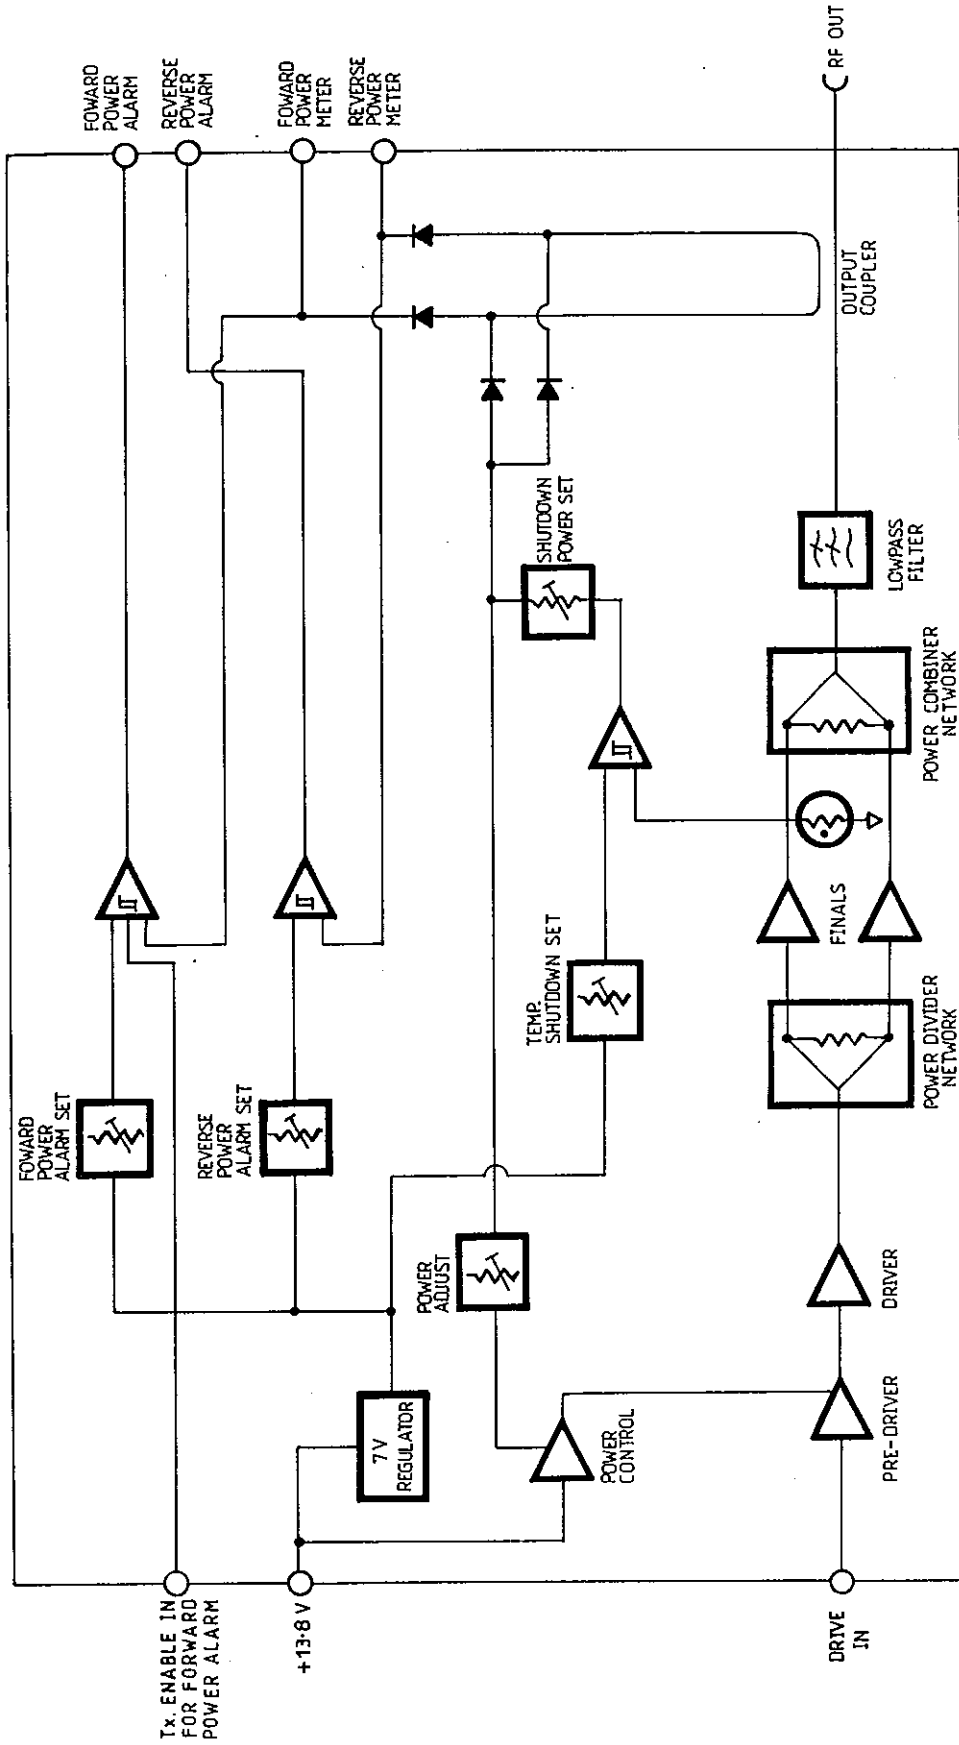 FOWARD
POWER
ALARM
REVERSE
POWER
ALARM
FOWARD
POWER
METER
REVERSE
POWER
METER
RF OUT
OUTPUT
COUPLER
SHUTDOWN
POWER SET
LOWPASS
FILTER
POWER COMBINER
NETWORK
FINALS
TEMP.
SHUTDOWN SET
POWER DIVIDER
NETWORK
FOWARD
POWER
ALARM SET
REVERSE
POWER
ALARM SET
POWER
ADJUST
DRIVER
7V
REGULATOR
POWER
CONTROL
PRE-DRIVER
Tx. ENABLE IN
FOR FORWARD
POWER ALARM
+13·8 V
DRIVE
IN